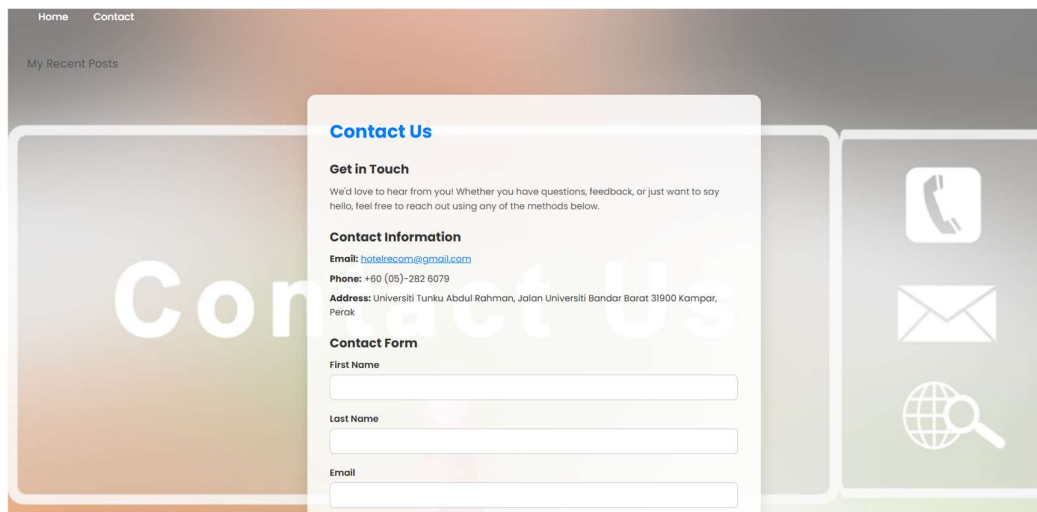 Home Contact
My Recent Posts
Contact Us
Get in Touch
We'd love to hear from you! Whether you have questions, feedback, or just want to say
hello, feel free to reach out using any of the methods below.
Contact Information
Email: hotelrecom@gmail.com
Phone: +60 (05)-282 6079
Address: Universiti Tunku Abdul Rahman, Jalan Universiti Bandar Barat 31900 Kampar,
Perak
Contact Us
Contact Form
First Name
Last Name
Email